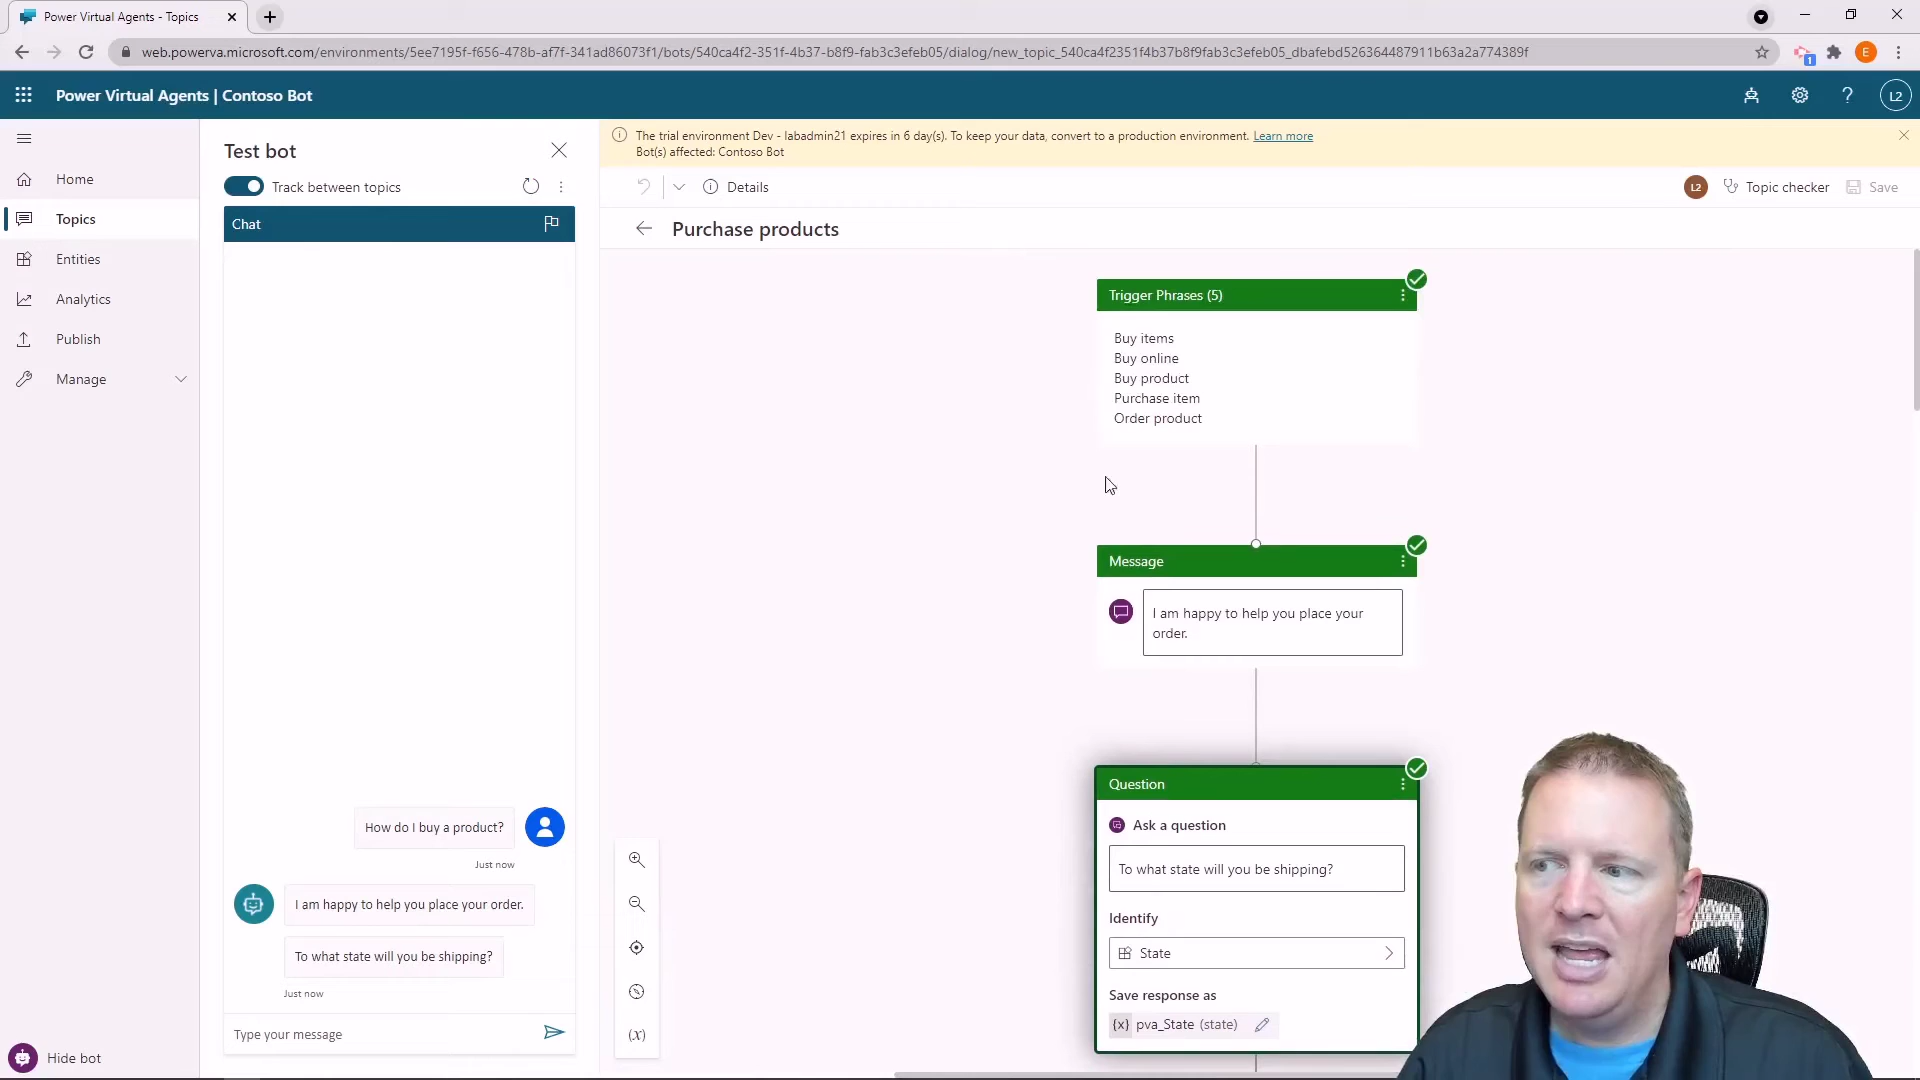 Power Virtual Agents - Topics
web.powerva.microsoft.com/environments/5ee7195f-f656-478b-af7f-341ad86073f1/bots/540ca4f2-351f-4b37-b8f9-fab3c3efeb05/dialog/new_topic_540ca4f2351f4b37b8f9fab3c3efeb05_dbafebd526364487911b63a2a774389f
1
E
Power Virtual Agents | Contoso Bot
?
L2
Home
Topics
Entities
Analytics
Publish
Manage
Hide bot
Test bot
Track between topics
Chat
How do I buy a product?
Just now
I am happy to help you place your order.
To what state will you be shipping?
Just now
Type your message
The trial environment Dev - labadmin21 expires in 6 day(s). To keep your data, convert to a production environment. Learn more
Bot(s) affected: Contoso Bot
Details
L2
Topic checker
Save
Purchase products
Trigger Phrases (5)
Buy items
Buy online
Buy product
Purchase item
Order product
Message
I am happy to help you place your
order.
Question
Ask a question
To what state will you be shipping?
Identify
State
Save response as
{x} pva_State (state)
(x)